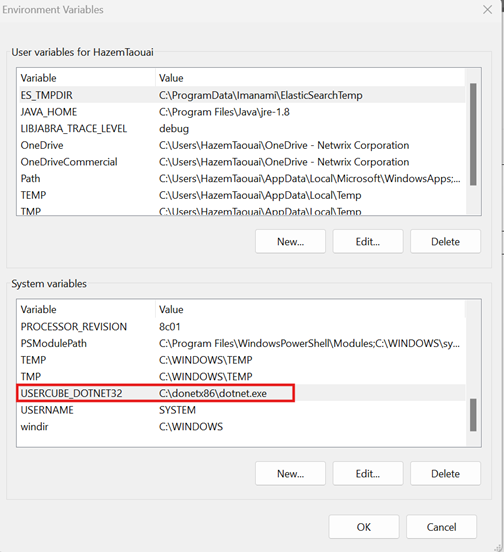 Environment Variables
User variables for HazemTaouai
Variable Value
ES_TMPDIR C:\ProgramData\Imanami\ElasticSearchTemp
JAVA_HOME C:\Program Files\Java\jre-1.8
LIBJABRA_TRACE_LEVEL debug
OneDrive C:\Users\HazemTaouai\OneDrive - Netwrix Corporation
OneDriveCommercial C:\Users\HazemTaouai\OneDrive - Netwrix Corporation
Path C:\Users\HazemTaouai\AppData\Local\Microsoft\WindowsApps;...
TEMP C:\Users\HazemTaouai\AppData\Local\Temp
TMP C:\Users\HazemTaouai\AppData\Local\Temp
New... Edit... Delete
System variables
Variable Value
PROCESSOR_REVISION 8c01
PSModulePath C:\Program Files\WindowsPowerShell\Modules;C:\WINDOWS\sy...
TEMP C:\WINDOWS\TEMP
TMP C:\WINDOWS\TEMP
USERCUBE_DOTNET32 C:\donetx86\dotnet.exe
USERNAME SYSTEM
windir C:\WINDOWS
New... Edit... Delete
OK Cancel